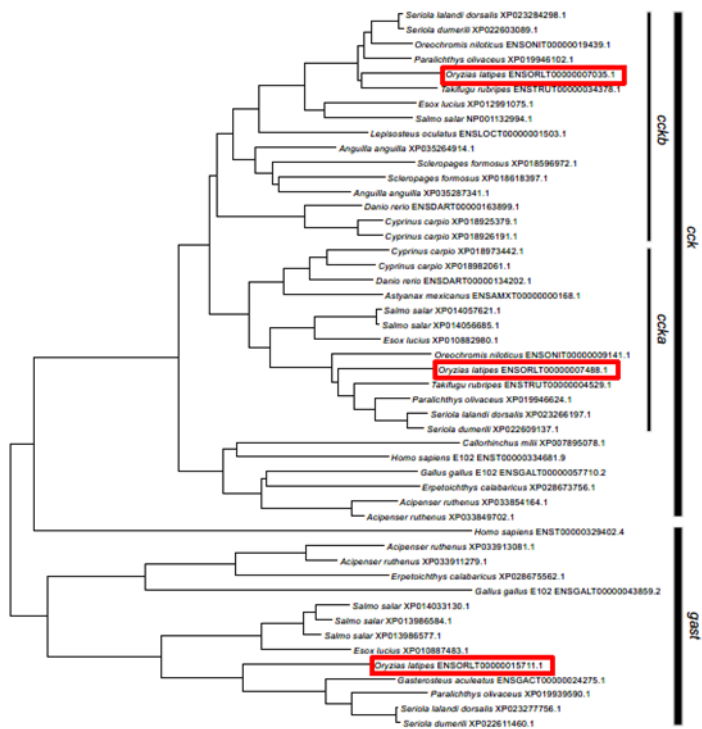 Seriola lalandi dorsalis XP023284298.1
Seriola dumerili XP022603089.1
Oreochromis niloticus ENSONIT00000019439.1
Paralichthys olivaceus XP019946102.1
Oryzias latipes ENSORLT00000007035.1
Takifugu rubripes ENSTRUT00000034378.1
Esox lucius XP012991075.1
Salmo salar NP001132994.1
Lepisosteus oculatus ENSLOCT00000001503.1
Anguilla anguilla XP035264914.1
Scleropages formosus XP018596972.1
Scleropages formosus XP018618397.1
Anguilla anguilla XP035287341.1
Danio rerio ENSDART00000163899.1
Cyprinus carpio XP018925379.1
Cyprinus carpio XP018926191.1
cckb
Cyprinus carpio XP018973442.1
Cyprinus carpio XP018982061.1
Danio rerio ENSDART00000134202.1
Astyanax mexicanus ENSAMXT00000000168.1
Salmo salar XP014057621.1
Salmo salar XP014056685.1
Esox lucius XP010882980.1
Oreochromis niloticus ENSONIT00000009141.1
Oryzias latipes ENSORLT00000007488.1
Takifugu rubripes ENSTRUT00000004529.1
Paralichthys olivaceus XP019946624.1
Seriola lalandi dorsalis XP023266197.1
Seriola dumerili XP022609137.1
ccka
Callorhinchus milii XP007895078.1
Homo sapiens E102 ENST00000334681.9
Gallus gallus E102 ENSGALT00000057710.2
Erpetoichthys calabaricus XP028673756.1
Acipenser ruthenus XP033854164.1
Acipenser ruthenus XP033849702.1
cck
Homo sapiens ENST00000329402.4
Acipenser ruthenus XP033913081.1
Acipenser ruthenus XP033911279.1
Erpetoichthys calabaricus XP028675562.1
Gallus gallus E102 ENSGALT00000043859.2
Salmo salar XP014033130.1
Salmo salar XP013986584.1
Salmo salar XP013986577.1
Esox lucius XP010887483.1
Oryzias latipes ENSORLT00000015711.1
Gasterosteus aculeatus ENSGACT00000024275.1
Paralichthys olivaceus XP019939590.1
Seriola lalandi dorsalis XP023277756.1
Seriola dumerili XP022611460.1
gast